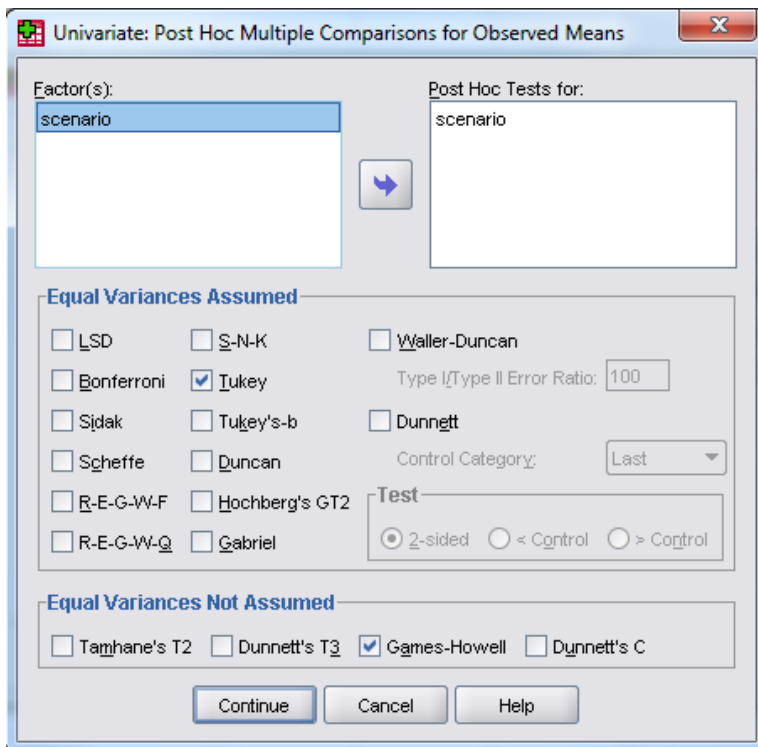 Univariate: Post Hoc Multiple Comparisons for Observed Means
Factor(s):
scenario
Post Hoc Tests for:
scenario
Equal Variances Assumed
LSD
S-N-K
Waller-Duncan
Bonferroni
Tukey
Type I/Type II Error Ratio: 100
Sidak
Tukey's-b
Dunnett
Scheffe
Duncan
Control Category: Last
R-E-G-W-F
Hochberg's GT2
Test
R-E-G-W-Q
Gabriel
2-sided
< Control
> Control
Equal Variances Not Assumed
Tamhane's T2
Dunnett's T3
Games-Howell
Dunnett's C
Continue
Cancel
Help